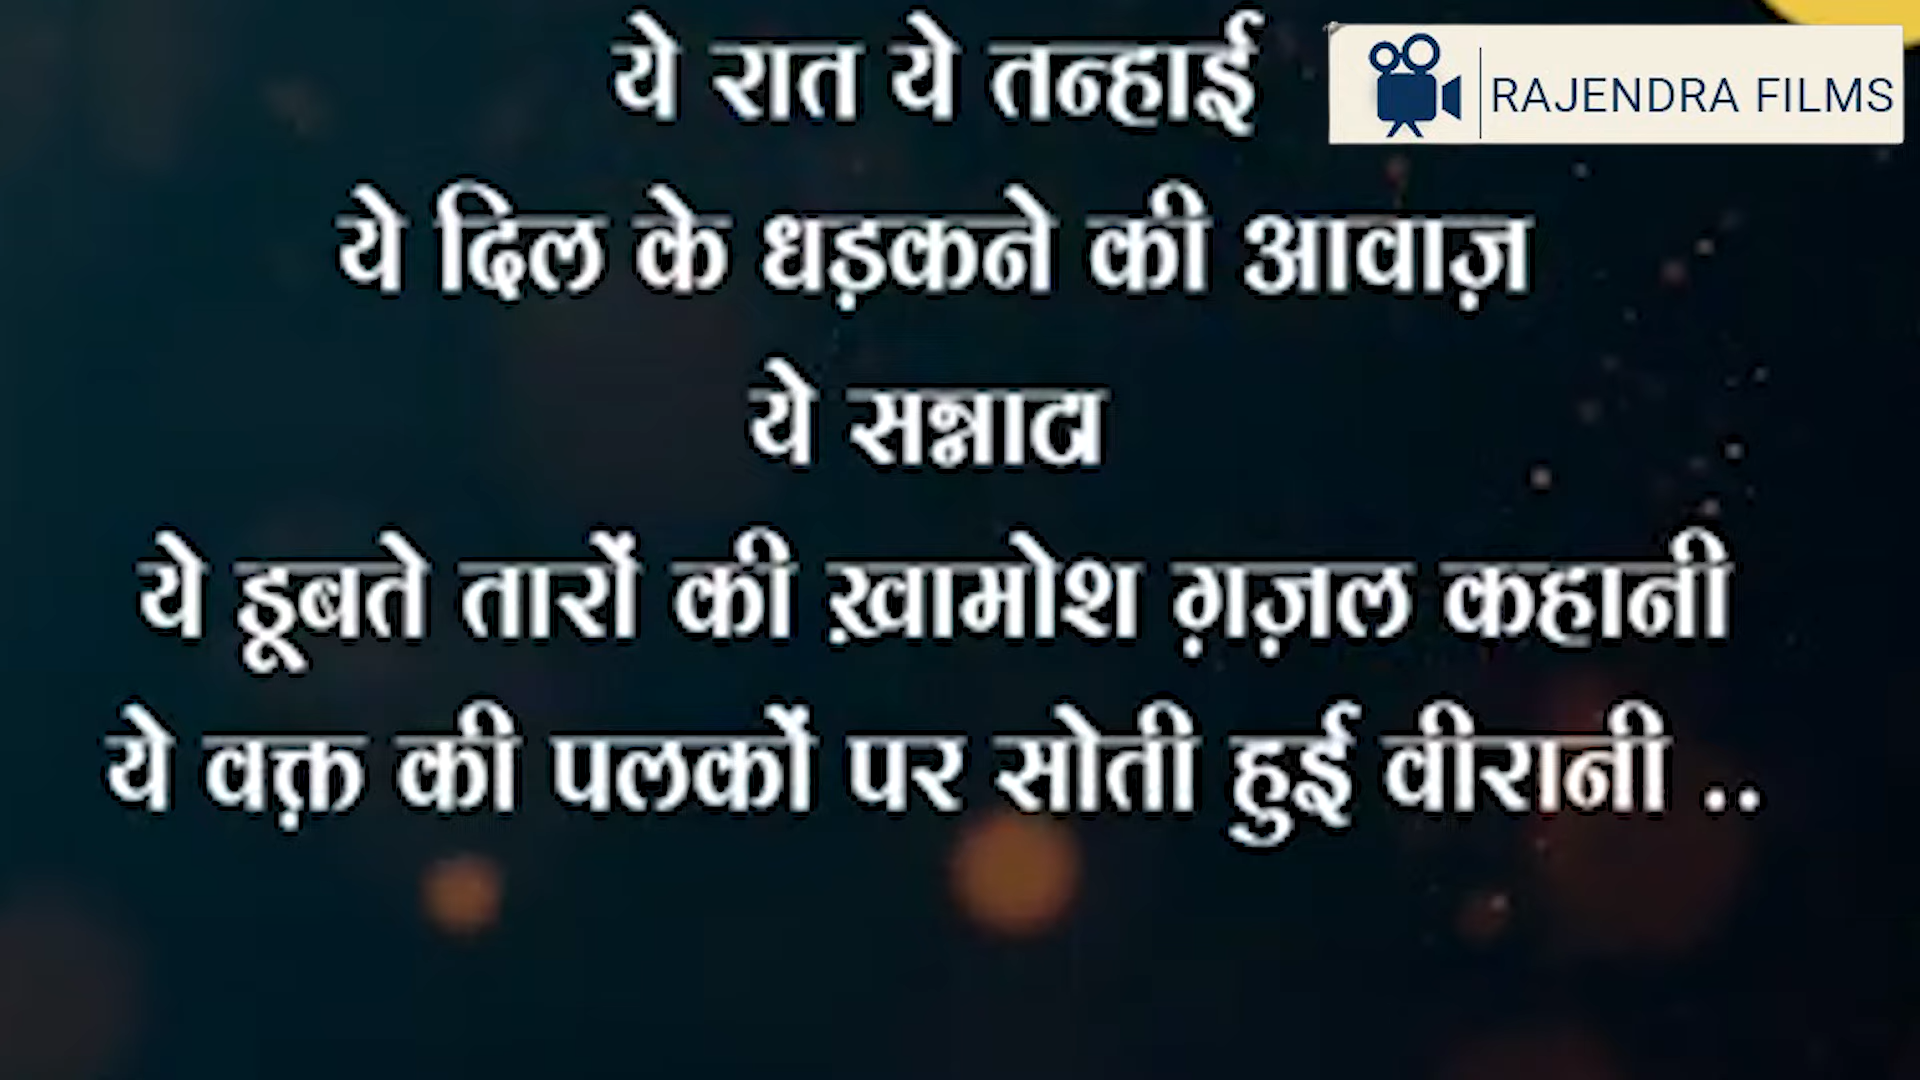 ये रात ये तन्हाई
RAJENDRA FILMS
ये दिल के धड़कने की आवाज़
ये सन्नाटा
ये डूबते तारों की ख़ामोश ग़ज़ल कहानी
ये वक़्त की पलकों पर सोती हुई वीरानी ..